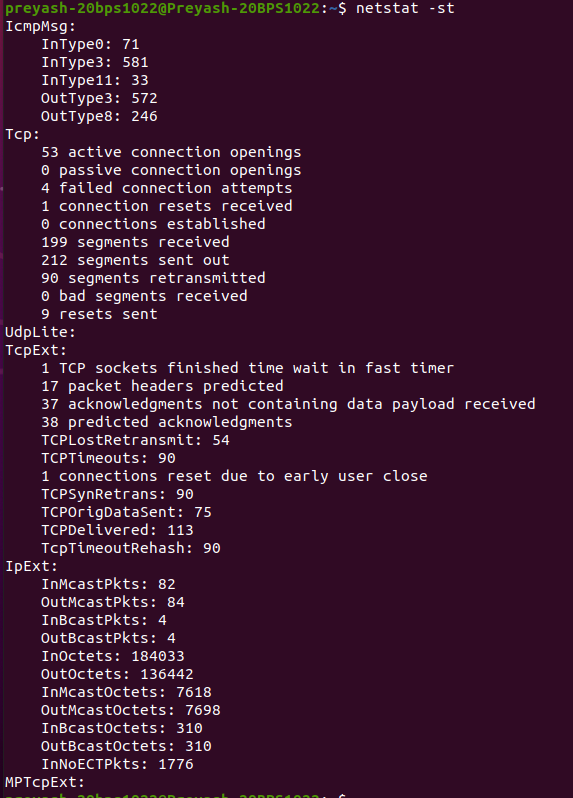 preyash-20bps1022@Preyash-20BPS1022:~$ netstat -st
IcmpMsg:
    InType0: 71
    InType3: 581
    InType11: 33
    OutType3: 572
    OutType8: 246
Tcp:
    53 active connection openings
    0 passive connection openings
    4 failed connection attempts
    1 connection resets received
    0 connections established
    199 segments received
    212 segments sent out
    90 segments retransmitted
    0 bad segments received
    9 resets sent
UdpLite:
TcpExt:
    1 TCP sockets finished time wait in fast timer
    17 packet headers predicted
    37 acknowledgments not containing data payload received
    38 predicted acknowledgments
    TCPLostRetransmit: 54
    TCPTimeouts: 90
    1 connections reset due to early user close
    TCPSynRetrans: 90
    TCPOrigDataSent: 75
    TCPDelivered: 113
    TcpTimeoutRehash: 90
IpExt:
    InMcastPkts: 82
    OutMcastPkts: 84
    InBcastPkts: 4
    OutBcastPkts: 4
    InOctets: 184033
    OutOctets: 136442
    InMcastOctets: 7618
    OutMcastOctets: 7698
    InBcastOctets: 310
    OutBcastOctets: 310
    InNoECTPkts: 1776
MPTcpExt: